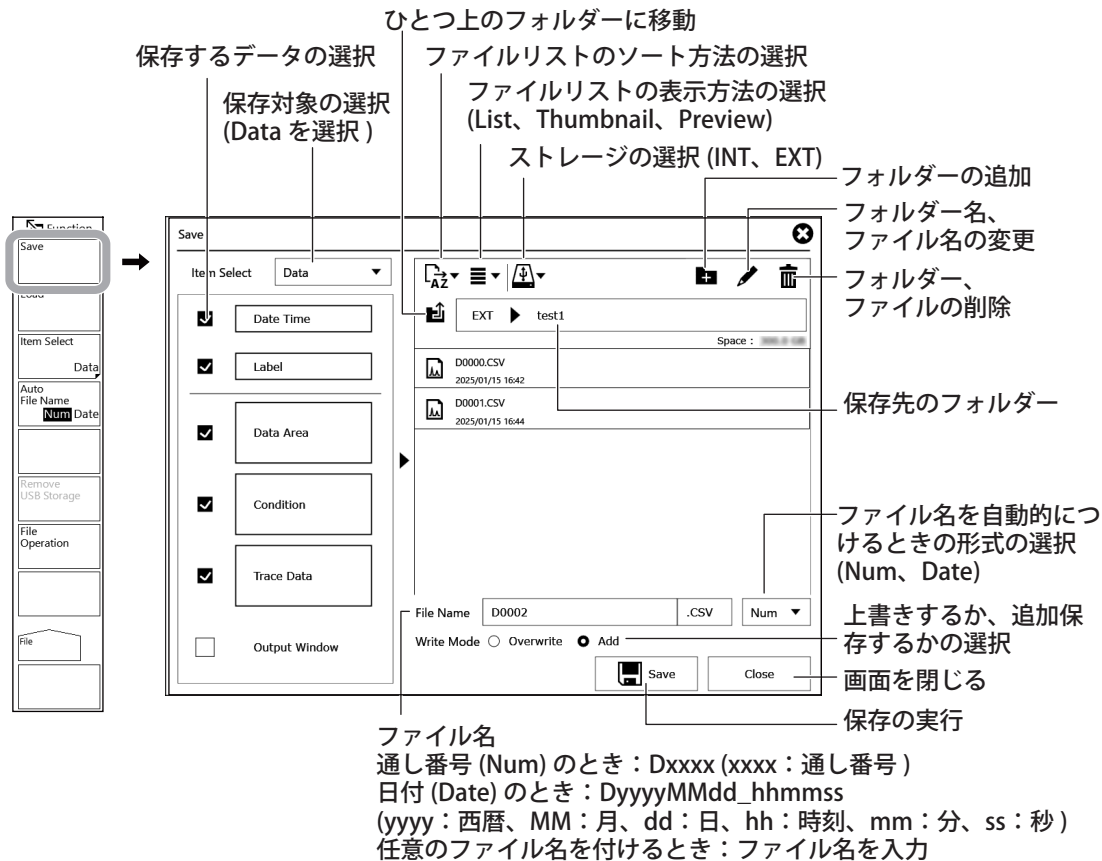 ひとつ上のフォルダーに移動
保存するデータの選択
ファイルリストのソート方法の選択
保存対象の選択
(Data を選択 )
ファイルリストの表示方法の選択
(List、Thumbnail、Preview)
ストレージの選択 (INT、EXT)
フォルダーの追加
フォルダー名、
ファイル名の変更
フォルダー、
ファイルの削除
保存先のフォルダー
ファイル名を自動的につ
けるときの形式の選択
(Num、Date)
上書きするか、追加保
存するかの選択
画面を閉じる
保存の実行
Function
Save
Load
Item Select
Data
Auto
File Name
Num Date
Remove
USB Storage
File
Operation
File
Save
Item Select
Data
Date Time
Label
Data Area
Condition
Trace Data
Output Window
AZ
EXT
test1
Space :
D0000.CSV
2025/01/15 16:42
D0001.CSV
2025/01/15 16:44
File Name
D0002
.CSV
Num
Write Mode
Overwrite
Add
Save
Close
ファイル名
通し番号 (Num) のとき：Dxxxx (xxxx：通し番号 )
日付 (Date) のとき：DyyyyMMdd_hhmmss
(yyyy：西暦、MM：月、dd：日、hh：時刻、mm：分、ss：秒 )
任意のファイル名を付けるとき：ファイル名を入力